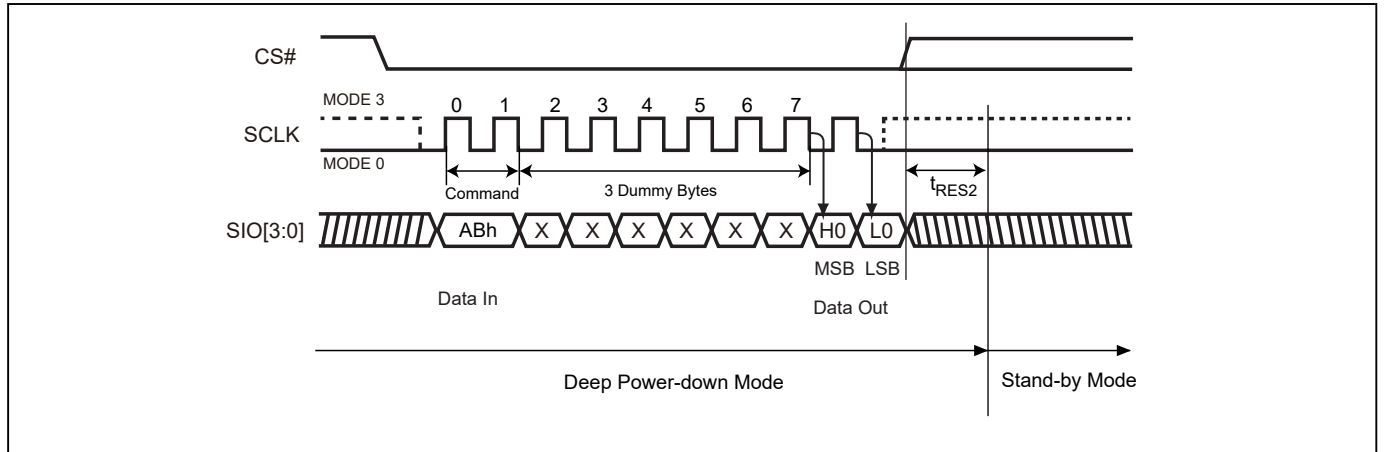 CS#
MODE 3
0 1 2 3 4 5 6 7
SCLK
MODE 0
Command
3 Dummy Bytes
tRES2
SIO[3:0]
ABh X X X X X X H0 L0
MSB LSB
Data In
Data Out
Deep Power-down Mode
Stand-by Mode